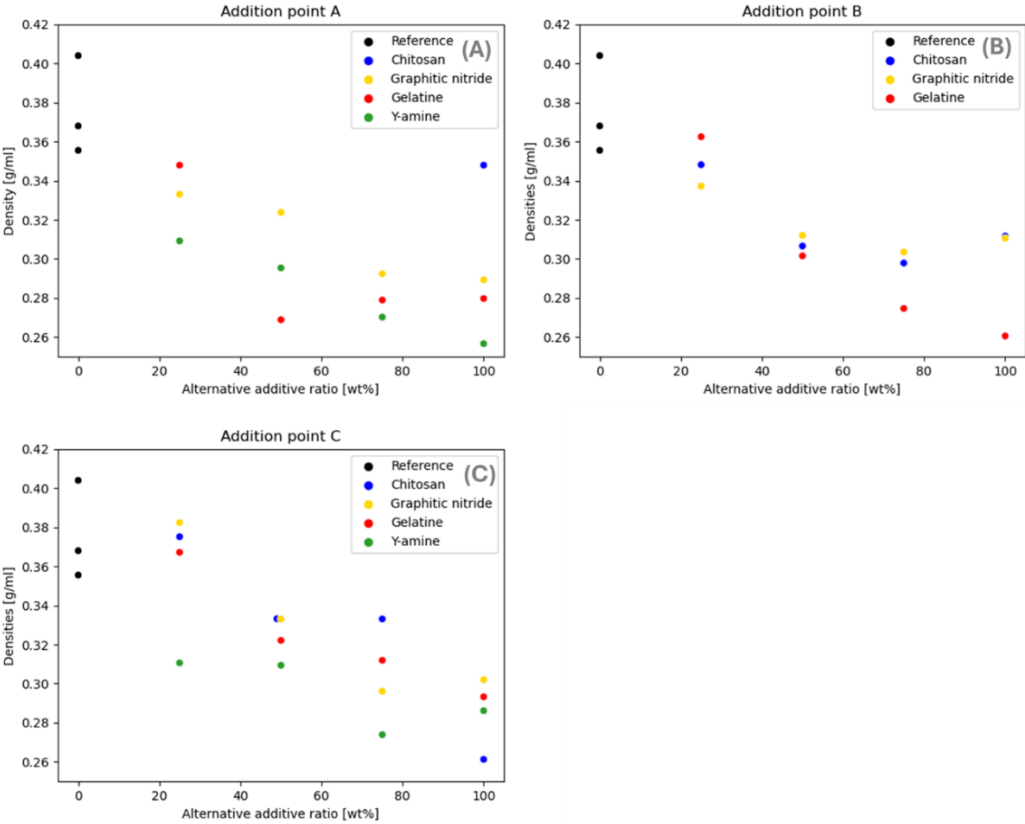 Addition point A
0.42
0.40
0.38
0.36
0.34
0.32
0.30
0.28
0.26
Density [g/ml]
0 20 40 60 80 100
Alternative additive ratio [wt%]
Reference
Chitosan
Graphitic nitride
Gelatine
Y-amine
(A)
Addition point B
0.42
0.40
0.38
0.36
0.34
0.32
0.30
0.28
0.26
Densities [g/ml]
0 20 40 60 80 100
Alternative additive ratio [wt%]
Reference
Chitosan
Graphitic nitride
Gelatine
(B)
Addition point C
0.42
0.40
0.38
0.36
0.34
0.32
0.30
0.28
0.26
Densities [g/ml]
0 20 40 60 80 100
Alternative additive ratio [wt%]
Reference
Chitosan
Graphitic nitride
Gelatine
Y-amine
(C)